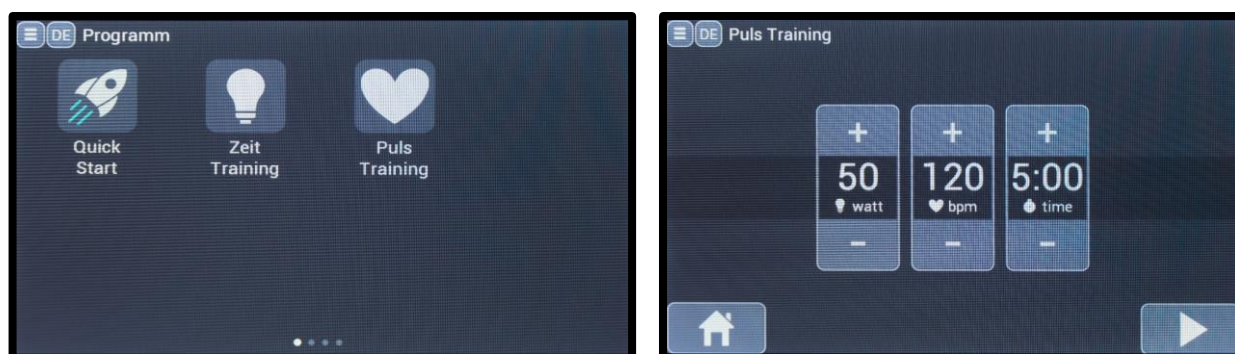 DE Programm
Quick
Start
Zeit
Training
Puls
Training
DE Puls Training
+ + +
50 120 5:00
watt bpm time
- - -